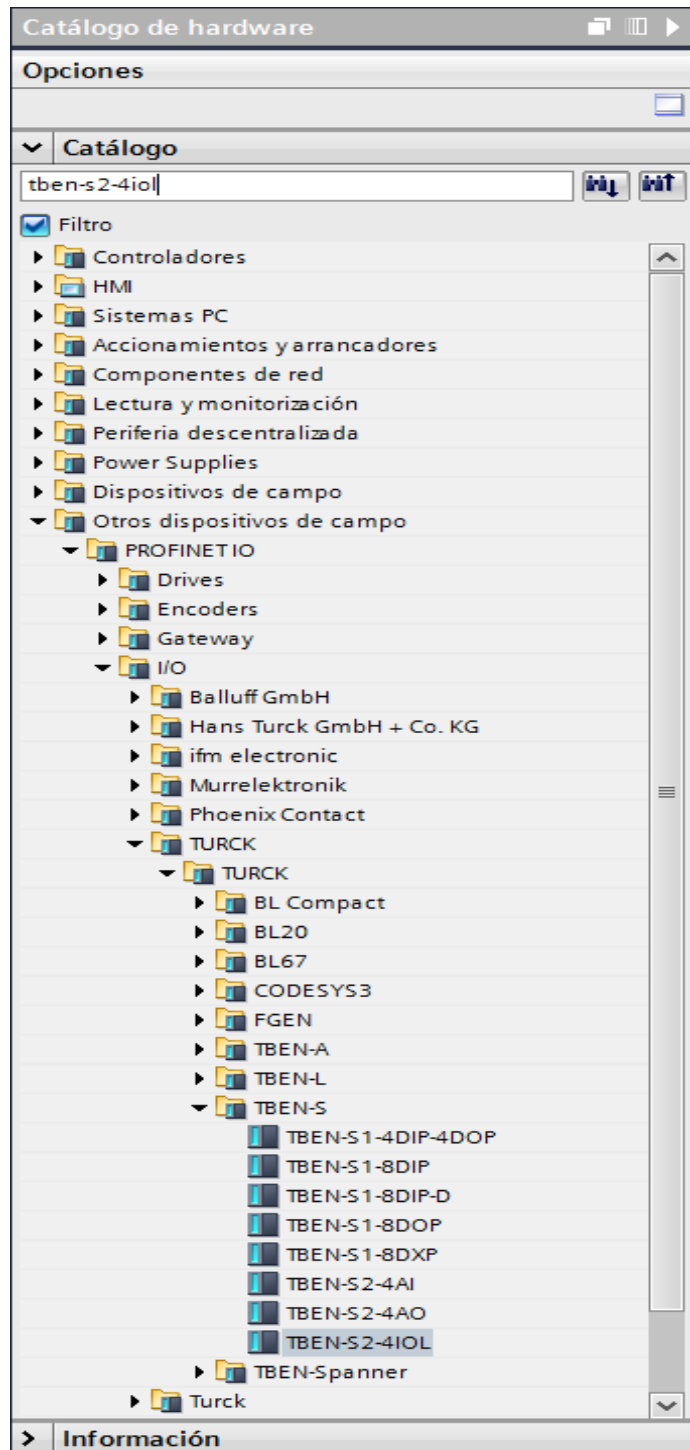 Catálogo de hardware
Opciones
Catálogo
tben-s2-4iol
Filtro
Controladores
HMI
Sistemas PC
Accionamientos y arrancadores
Componentes de red
Lectura y monitorización
Periferia descentralizada
Power Supplies
Dispositivos de campo
Otros dispositivos de campo
PROFINET IO
Drives
Encoders
Gateway
I/O
Balluff GmbH
Hans Turck GmbH + Co. KG
ifm electronic
Murrelektronik
Phoenix Contact
TURCK
TURCK
BL Compact
BL20
BL67
CODESYS3
FGEN
TBEN-A
TBEN-L
TBEN-S
TBEN-S1-4DIP-4DOP
TBEN-S1-8DIP
TBEN-S1-8DIP-D
TBEN-S1-8DOP
TBEN-S1-8DXP
TBEN-S2-4AI
TBEN-S2-4AO
TBEN-S2-4IOL
TBEN-Spanner
Turck
Información